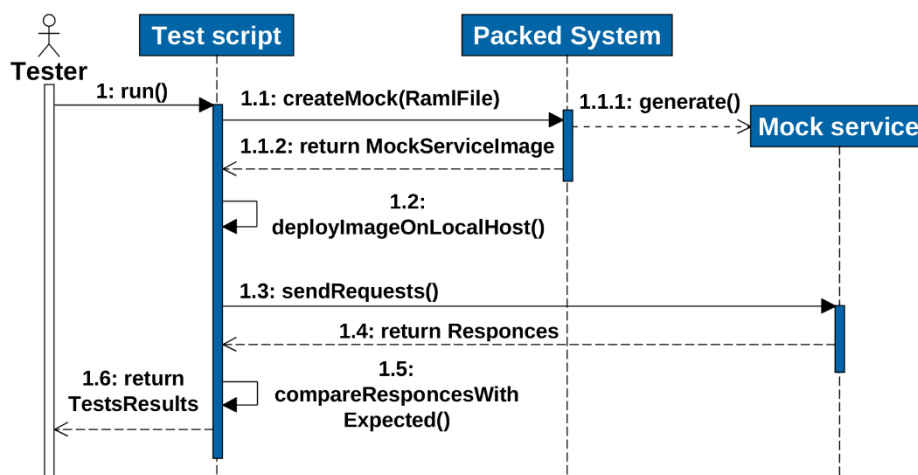 Test script
Packed System
Tester
1: run()
1.1: createMock(RamlFile)
1.1.1: generate()
Mock service
1.1.2: return MockServiceImage
1.2:
deployImageOnLocalHost()
1.3: sendRequests()
1.4: return Responces
1.5:
compareResponcesWith
Expected()
1.6: return
TestsResults